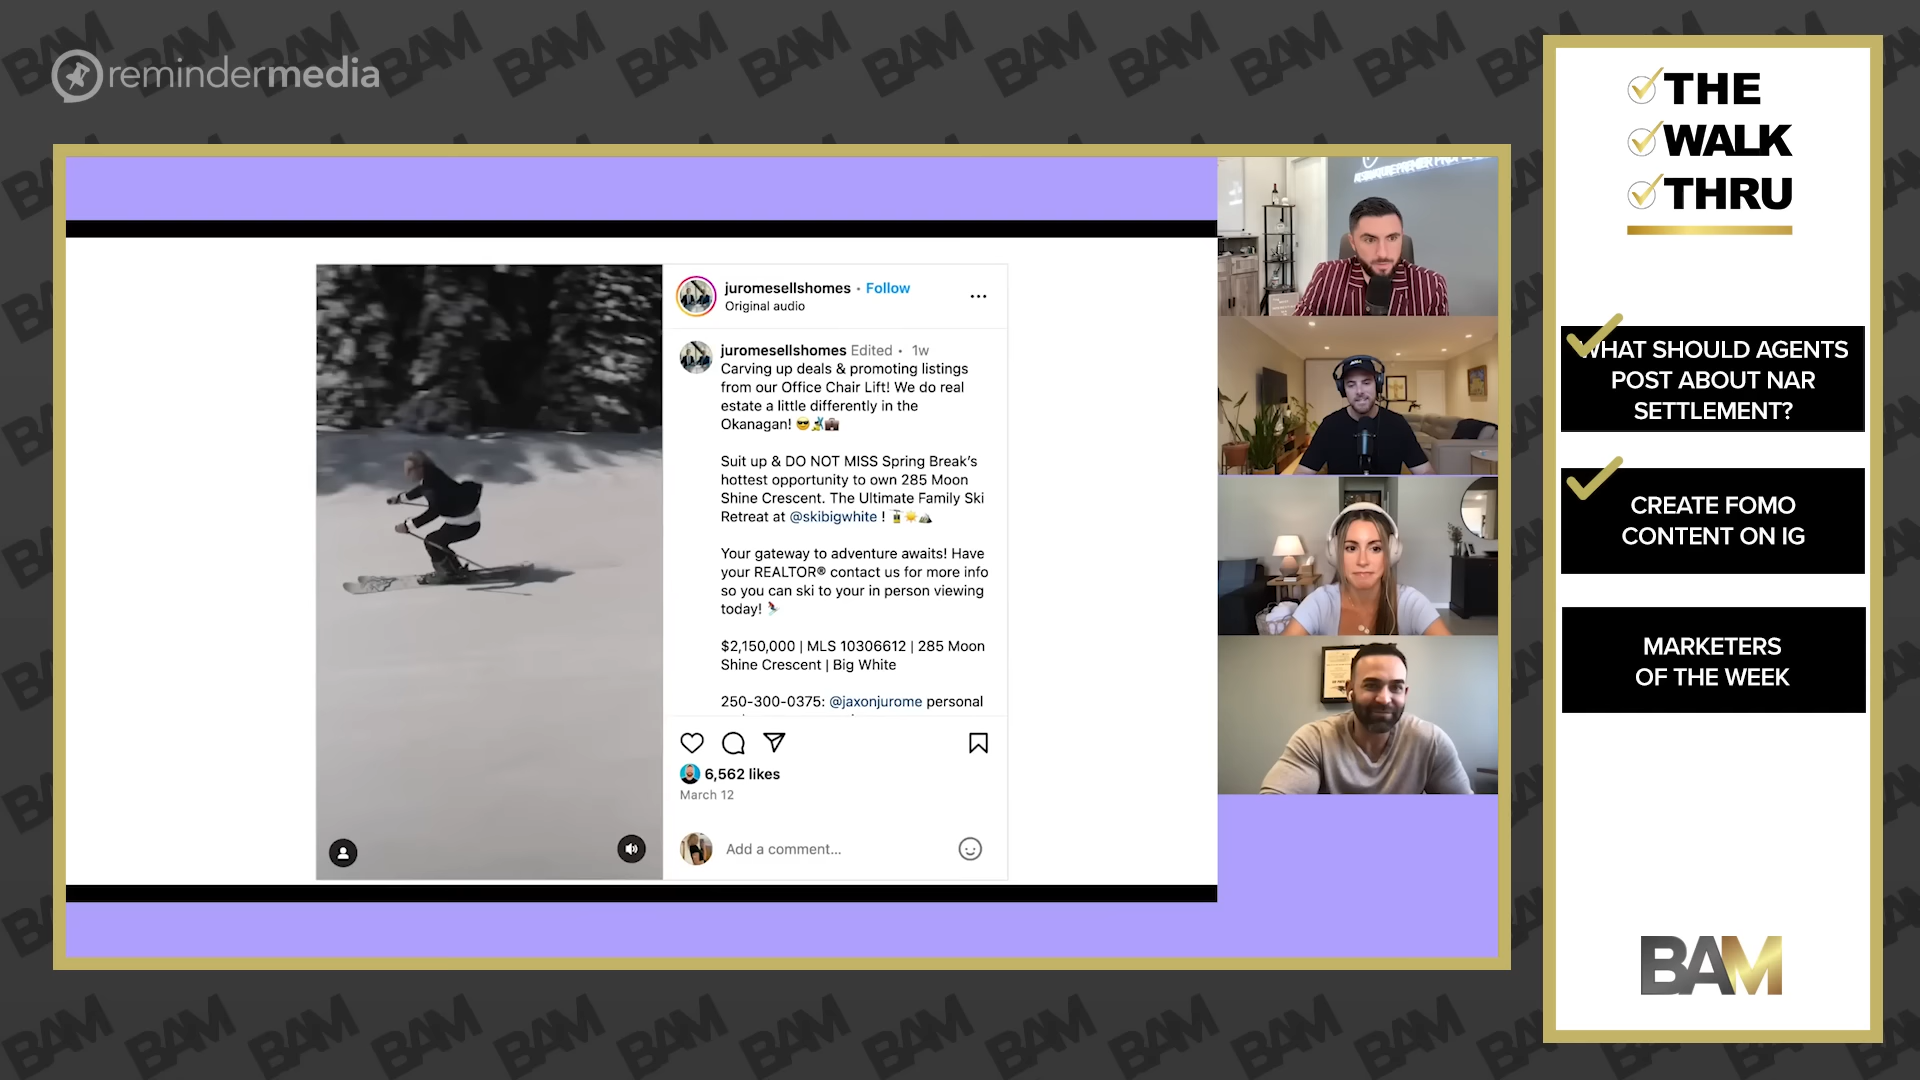 remindermedia
juromesellshomes • Follow
Original audio
juromesellshomes Edited • 1w
Carving up deals & promoting listings
from our Office Chair Lift! We do real
estate a little differently in the
Okanagan! 😎🏂💼
Suit up & DO NOT MISS Spring Break’s
hottest opportunity to own 285 Moon
Shine Crescent. The Ultimate Family Ski
Retreat at @skibigwhite ! 🚡☀️🏔️
Your gateway to adventure awaits! Have
your REALTOR® contact us for more info
so you can ski to your in person viewing
today! ⛷️
$2,150,000 | MLS 10306612 | 285 Moon
Shine Crescent | Big White
250-300-0375: @jaxonjurome personal
6,562 likes
March 12
Add a comment...
THE
WALK
THRU
WHAT SHOULD AGENTS
POST ABOUT NAR
SETTLEMENT?
CREATE FOMO
CONTENT ON IG
MARKETERS
OF THE WEEK
BAM